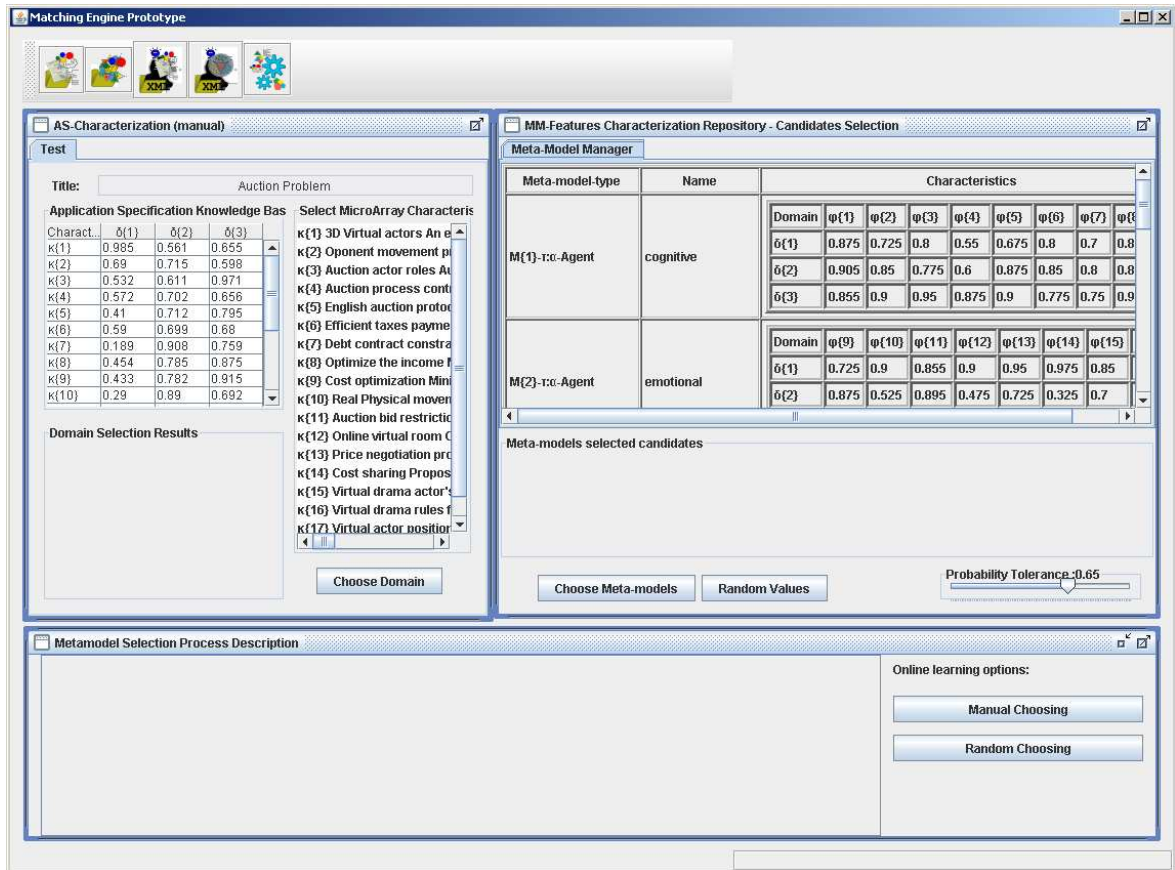 Matching Engine Prototype
XML XML
AS-Characterization (manual)
Test
Title: Auction Problem
Application Specification Knowledge Bas
Charact... δ{1} δ{2} δ{3}
κ{1} 0.985 0.561 0.655
κ{2} 0.69 0.715 0.598
κ{3} 0.532 0.611 0.971
κ{4} 0.572 0.702 0.656
κ{5} 0.41 0.712 0.795
κ{6} 0.59 0.699 0.68
κ{7} 0.189 0.908 0.759
κ{8} 0.454 0.785 0.875
κ{9} 0.433 0.782 0.915
κ{10} 0.29 0.89 0.692
Domain Selection Results
Select MicroArray Characteris
κ{1} 3D Virtual actors An e
κ{2} Oponent movement p
κ{3} Auction actor roles Au
κ{4} Auction process conti
κ{5} English auction protoc
κ{6} Efficient taxes payme
κ{7} Debt contract constra
κ{8} Optimize the income
κ{9} Cost optimization Mini
κ{10} Real Physical movem
κ{11} Auction bid restrictio
κ{12} Online virtual room
κ{13} Price negotiation pro
κ{14} Cost sharing Propos
κ{15} Virtual drama actor's
κ{16} Virtual drama rules f
κ{17} Virtual actor position
Choose Domain
MM-Features Characterization Repository - Candidates Selection
Meta-Model Manager
Meta-model-type Name Characteristics
Domain φ{1} φ{2} φ{3} φ{4} φ{5} φ{6} φ{7} φ{8
δ{1} 0.875 0.725 0.8 0.55 0.675 0.8 0.7 0.8
M{1}-τ:α-Agent cognitive
δ{2} 0.905 0.85 0.775 0.6 0.875 0.85 0.8 0.8
δ{3} 0.855 0.9 0.95 0.875 0.9 0.775 0.75 0.9
Domain φ{9} φ{10} φ{11} φ{12} φ{13} φ{14} φ{15}
δ{1} 0.725 0.9 0.855 0.9 0.95 0.975 0.85
M{2}-τ:α-Agent emotional
δ{2} 0.875 0.525 0.895 0.475 0.725 0.325 0.7
Meta-models selected candidates
Choose Meta-models Random Values
Probability Tolerance :0.65
Metamodel Selection Process Description
Online learning options:
Manual Choosing
Random Choosing